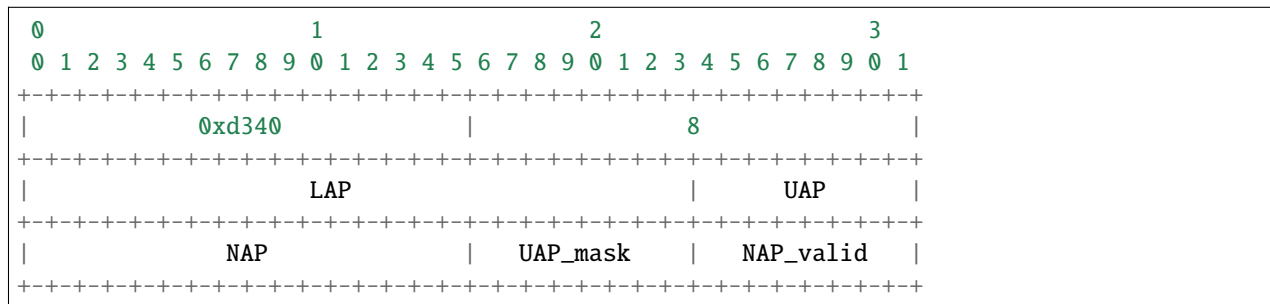 0                   1                   2                   3
0 1 2 3 4 5 6 7 8 9 0 1 2 3 4 5 6 7 8 9 0 1 2 3 4 5 6 7 8 9 0 1
+-+-+-+-+-+-+-+-+-+-+-+-+-+-+-+-+-+-+-+-+-+-+-+-+-+-+-+-+-+-+-+-+
|            0xd340             |               8               |
+-+-+-+-+-+-+-+-+-+-+-+-+-+-+-+-+-+-+-+-+-+-+-+-+-+-+-+-+-+-+-+-+
|                    LAP                        |      UAP      |
+-+-+-+-+-+-+-+-+-+-+-+-+-+-+-+-+-+-+-+-+-+-+-+-+-+-+-+-+-+-+-+-+
|              NAP              |   UAP_mask    |   NAP_valid   |
+-+-+-+-+-+-+-+-+-+-+-+-+-+-+-+-+-+-+-+-+-+-+-+-+-+-+-+-+-+-+-+-+